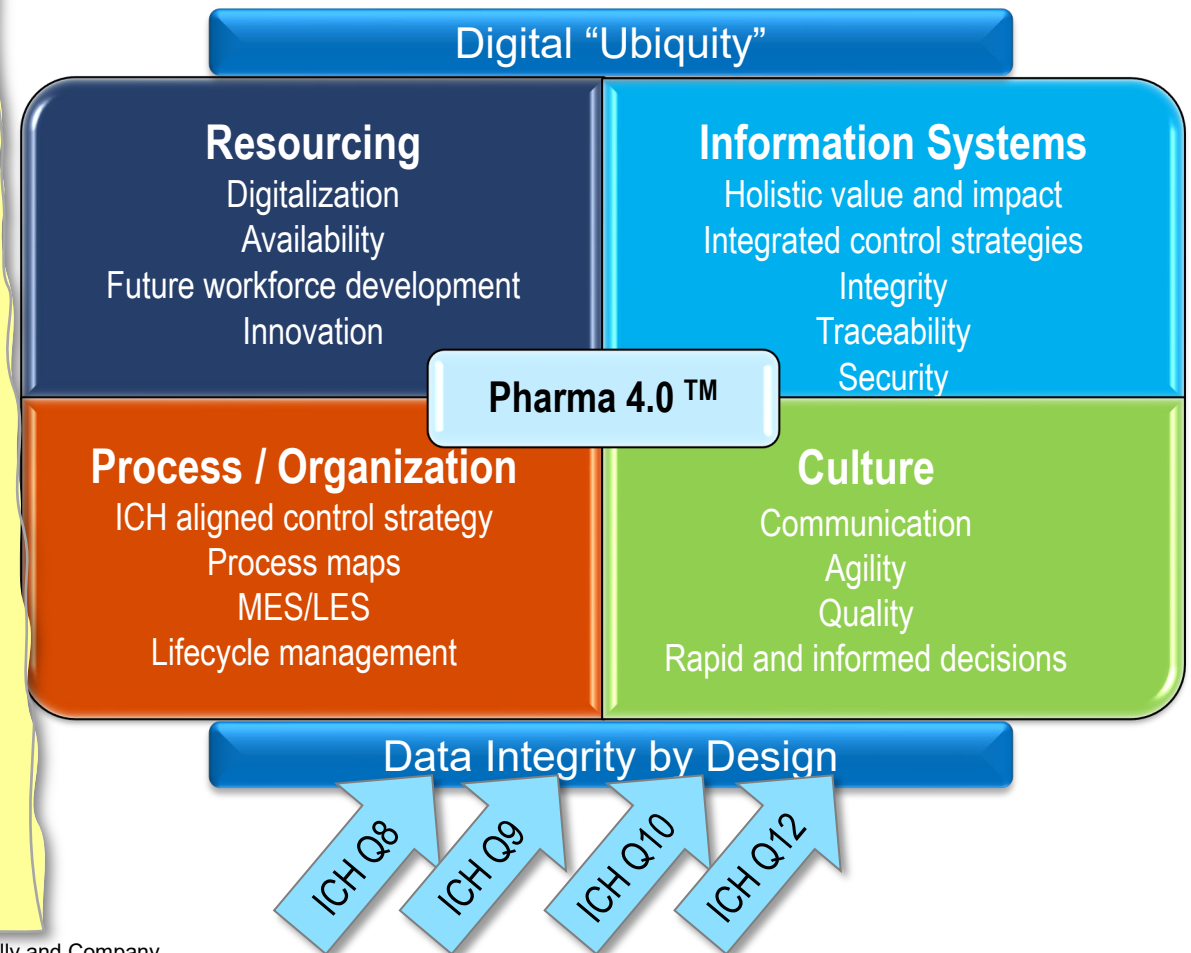 Digital “Ubiquity”
Resourcing
Digitalization
Availability
Future workforce development
Innovation
Information Systems
Holistic value and impact
Integrated control strategies
Integrity
Traceability
Security
Pharma 4.0 TM
Process / Organization
ICH aligned control strategy
Process maps
MES/LES
Lifecycle management
Culture
Communication
Agility
Quality
Rapid and informed decisions
Data Integrity by Design
ICH Q8
ICH Q9
ICH Q10
ICH Q12
and Company